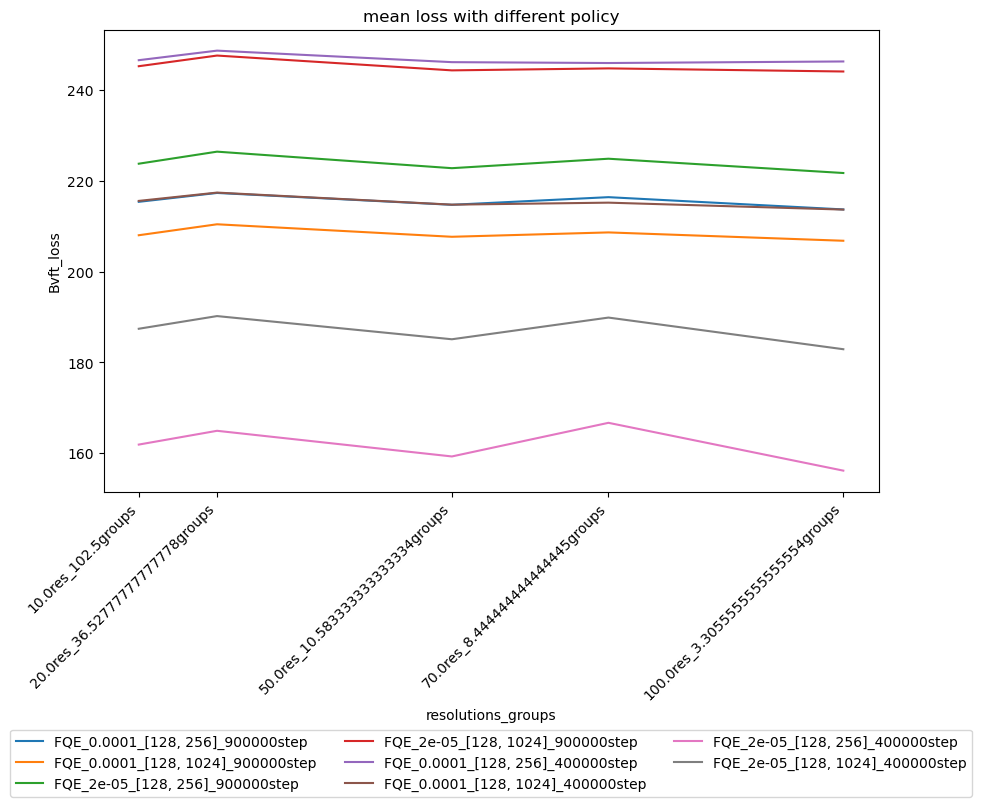 mean loss with different policy
Bvft_loss
240
220
200
180
160
10.0res_102.5groups
20.0res_36.52777777777778groups
50.0res_10.583333333333334groups
70.0res_8.444444444444445groups
100.0res_3.3055555555555554groups
resolutions_groups
FQE_0.0001_[128, 256]_900000step
FQE_0.0001_[128, 1024]_900000step
FQE_2e-05_[128, 256]_900000step
FQE_2e-05_[128, 1024]_900000step
FQE_0.0001_[128, 256]_400000step
FQE_0.0001_[128, 1024]_400000step
FQE_2e-05_[128, 256]_400000step
FQE_2e-05_[128, 1024]_400000step